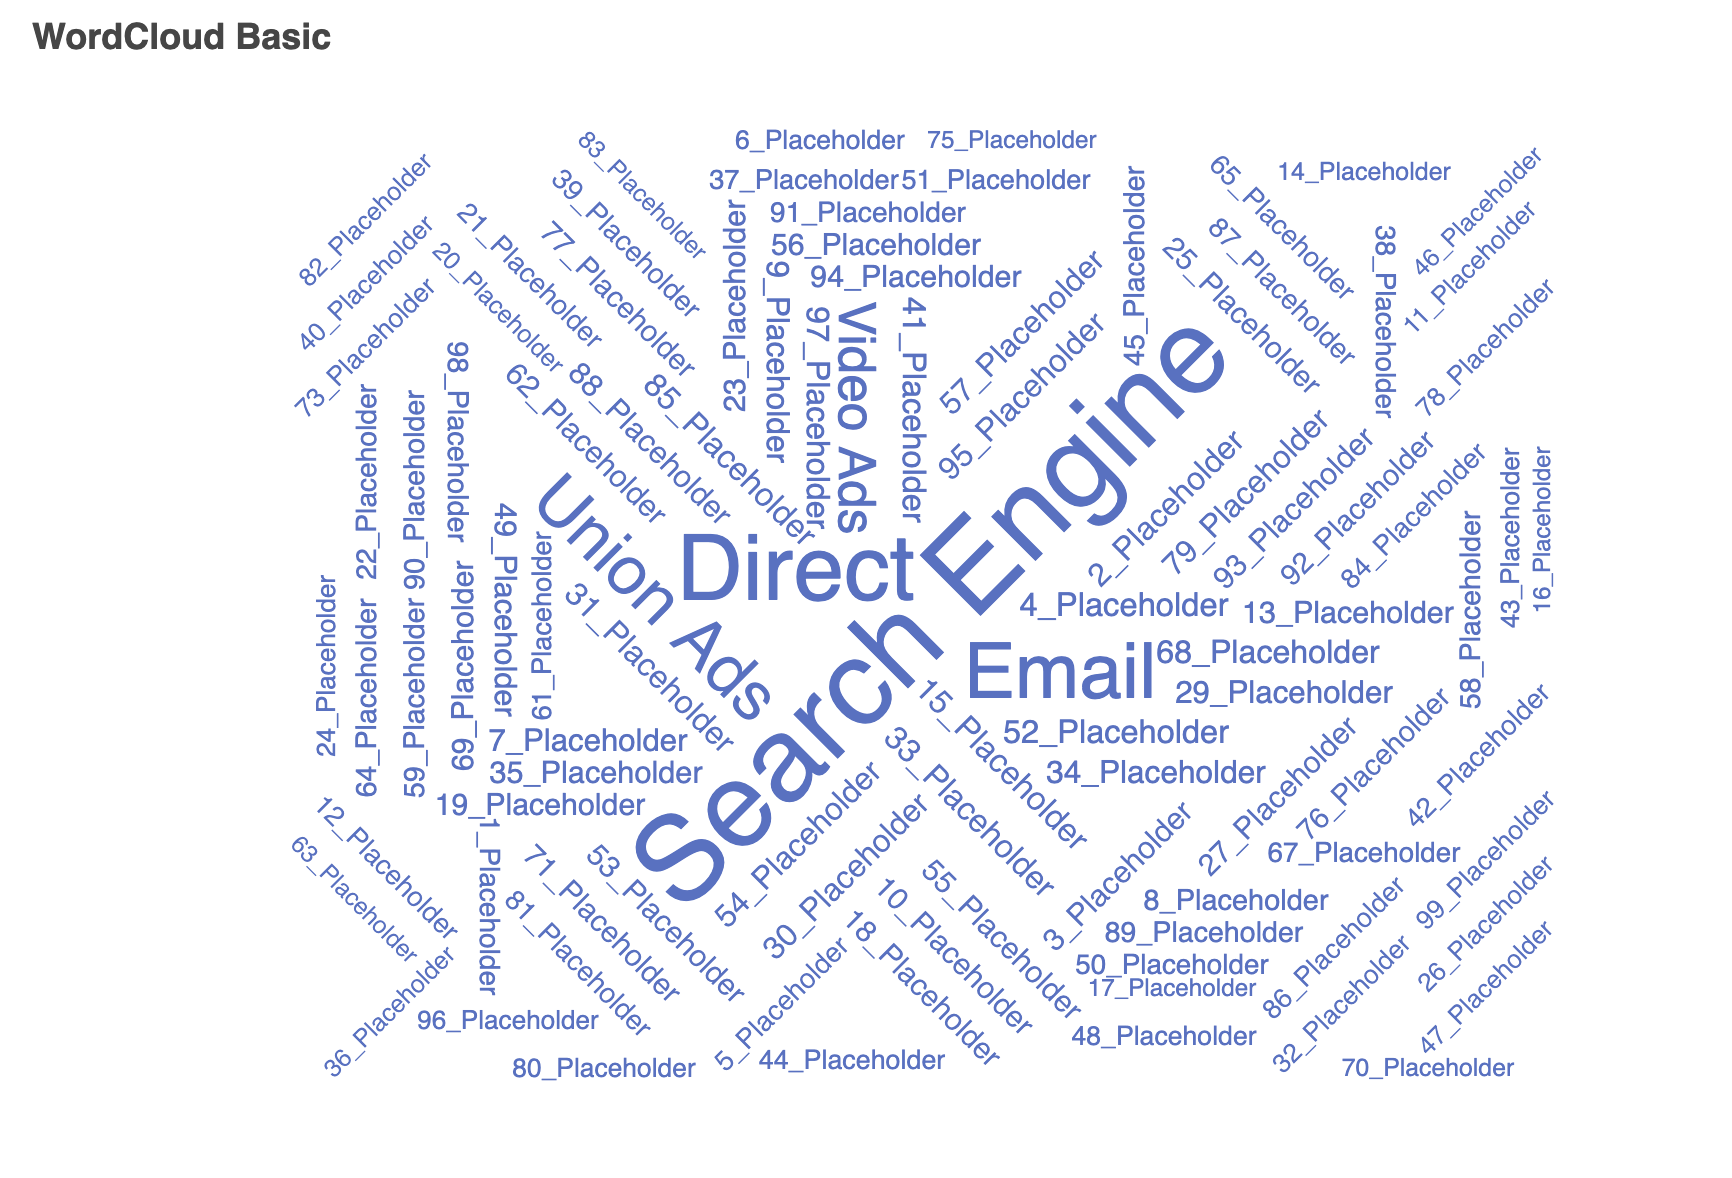 WordCloud Basic
6_Placeholder
75_Placeholder
83_Placeholder
82_Placeholder
39_Placeholder
37_Placeholder
51_Placeholder
45_Placeholder
65_Placeholder
14_Placeholder
46_Placeholder
21_Placeholder
77_Placeholder
23_Placeholder
91_Placeholder
87_Placeholder
11_Placeholder
40_Placeholder
20_Placeholder
56_Placeholder
9_Placeholder
94_Placeholder
57_Placeholder
25_Placeholder
38_Placeholder
73_Placeholder
78_Placeholder
98_Placeholder
62_Placeholder
88_Placeholder
85_Placeholder
97_Placeholder
Video Ads
41_Placeholder
95_Placeholder
22_Placeholder
90_Placeholder
Union Ads
Direct
Search Engine
2_Placeholder
79_Placeholder
93_Placeholder
92_Placeholder
84_Placeholder
43_Placeholder
16_Placeholder
49_Placeholder
61_Placeholder
31_Placeholder
4_Placeholder
13_Placeholder
58_Placeholder
24_Placeholder
64_Placeholder
59_Placeholder
69_Placeholder
Email
68_Placeholder
29_Placeholder
7_Placeholder
15_Placeholder
52_Placeholder
35_Placeholder
33_Placeholder
34_Placeholder
27_Placeholder
76_Placeholder
42_Placeholder
19_Placeholder
12_Placeholder
63_Placeholder
1_Placeholder
71_Placeholder
53_Placeholder
54_Placeholder
30_Placeholder
3_Placeholder
67_Placeholder
99_Placeholder
81_Placeholder
10_Placeholder
55_Placeholder
8_Placeholder
18_Placeholder
89_Placeholder
86_Placeholder
26_Placeholder
50_Placeholder
17_Placeholder
36_Placeholder
96_Placeholder
5_Placeholder
48_Placeholder
32_Placeholder
47_Placeholder
80_Placeholder
44_Placeholder
70_Placeholder